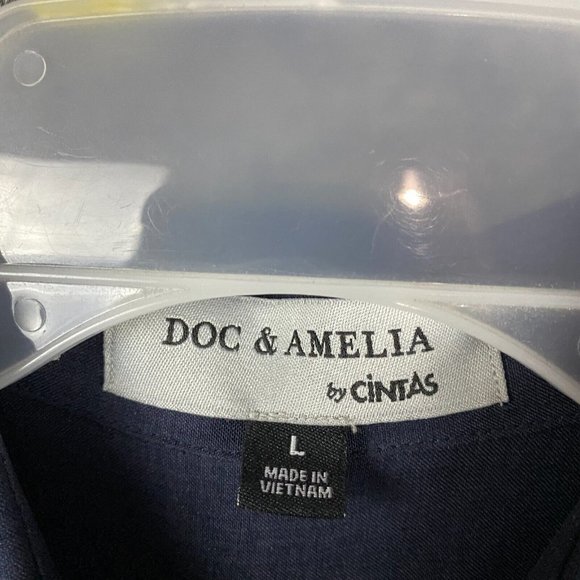 DOC & AMELIA
by CiNTAS
L
MADE IN
VIETNAM